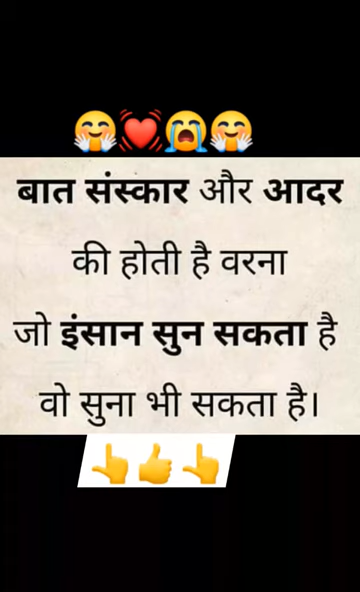 बात संस्कार और आदर
की होती है वरना
जो इंसान सुन सकता है
वो सुना भी सकता है।